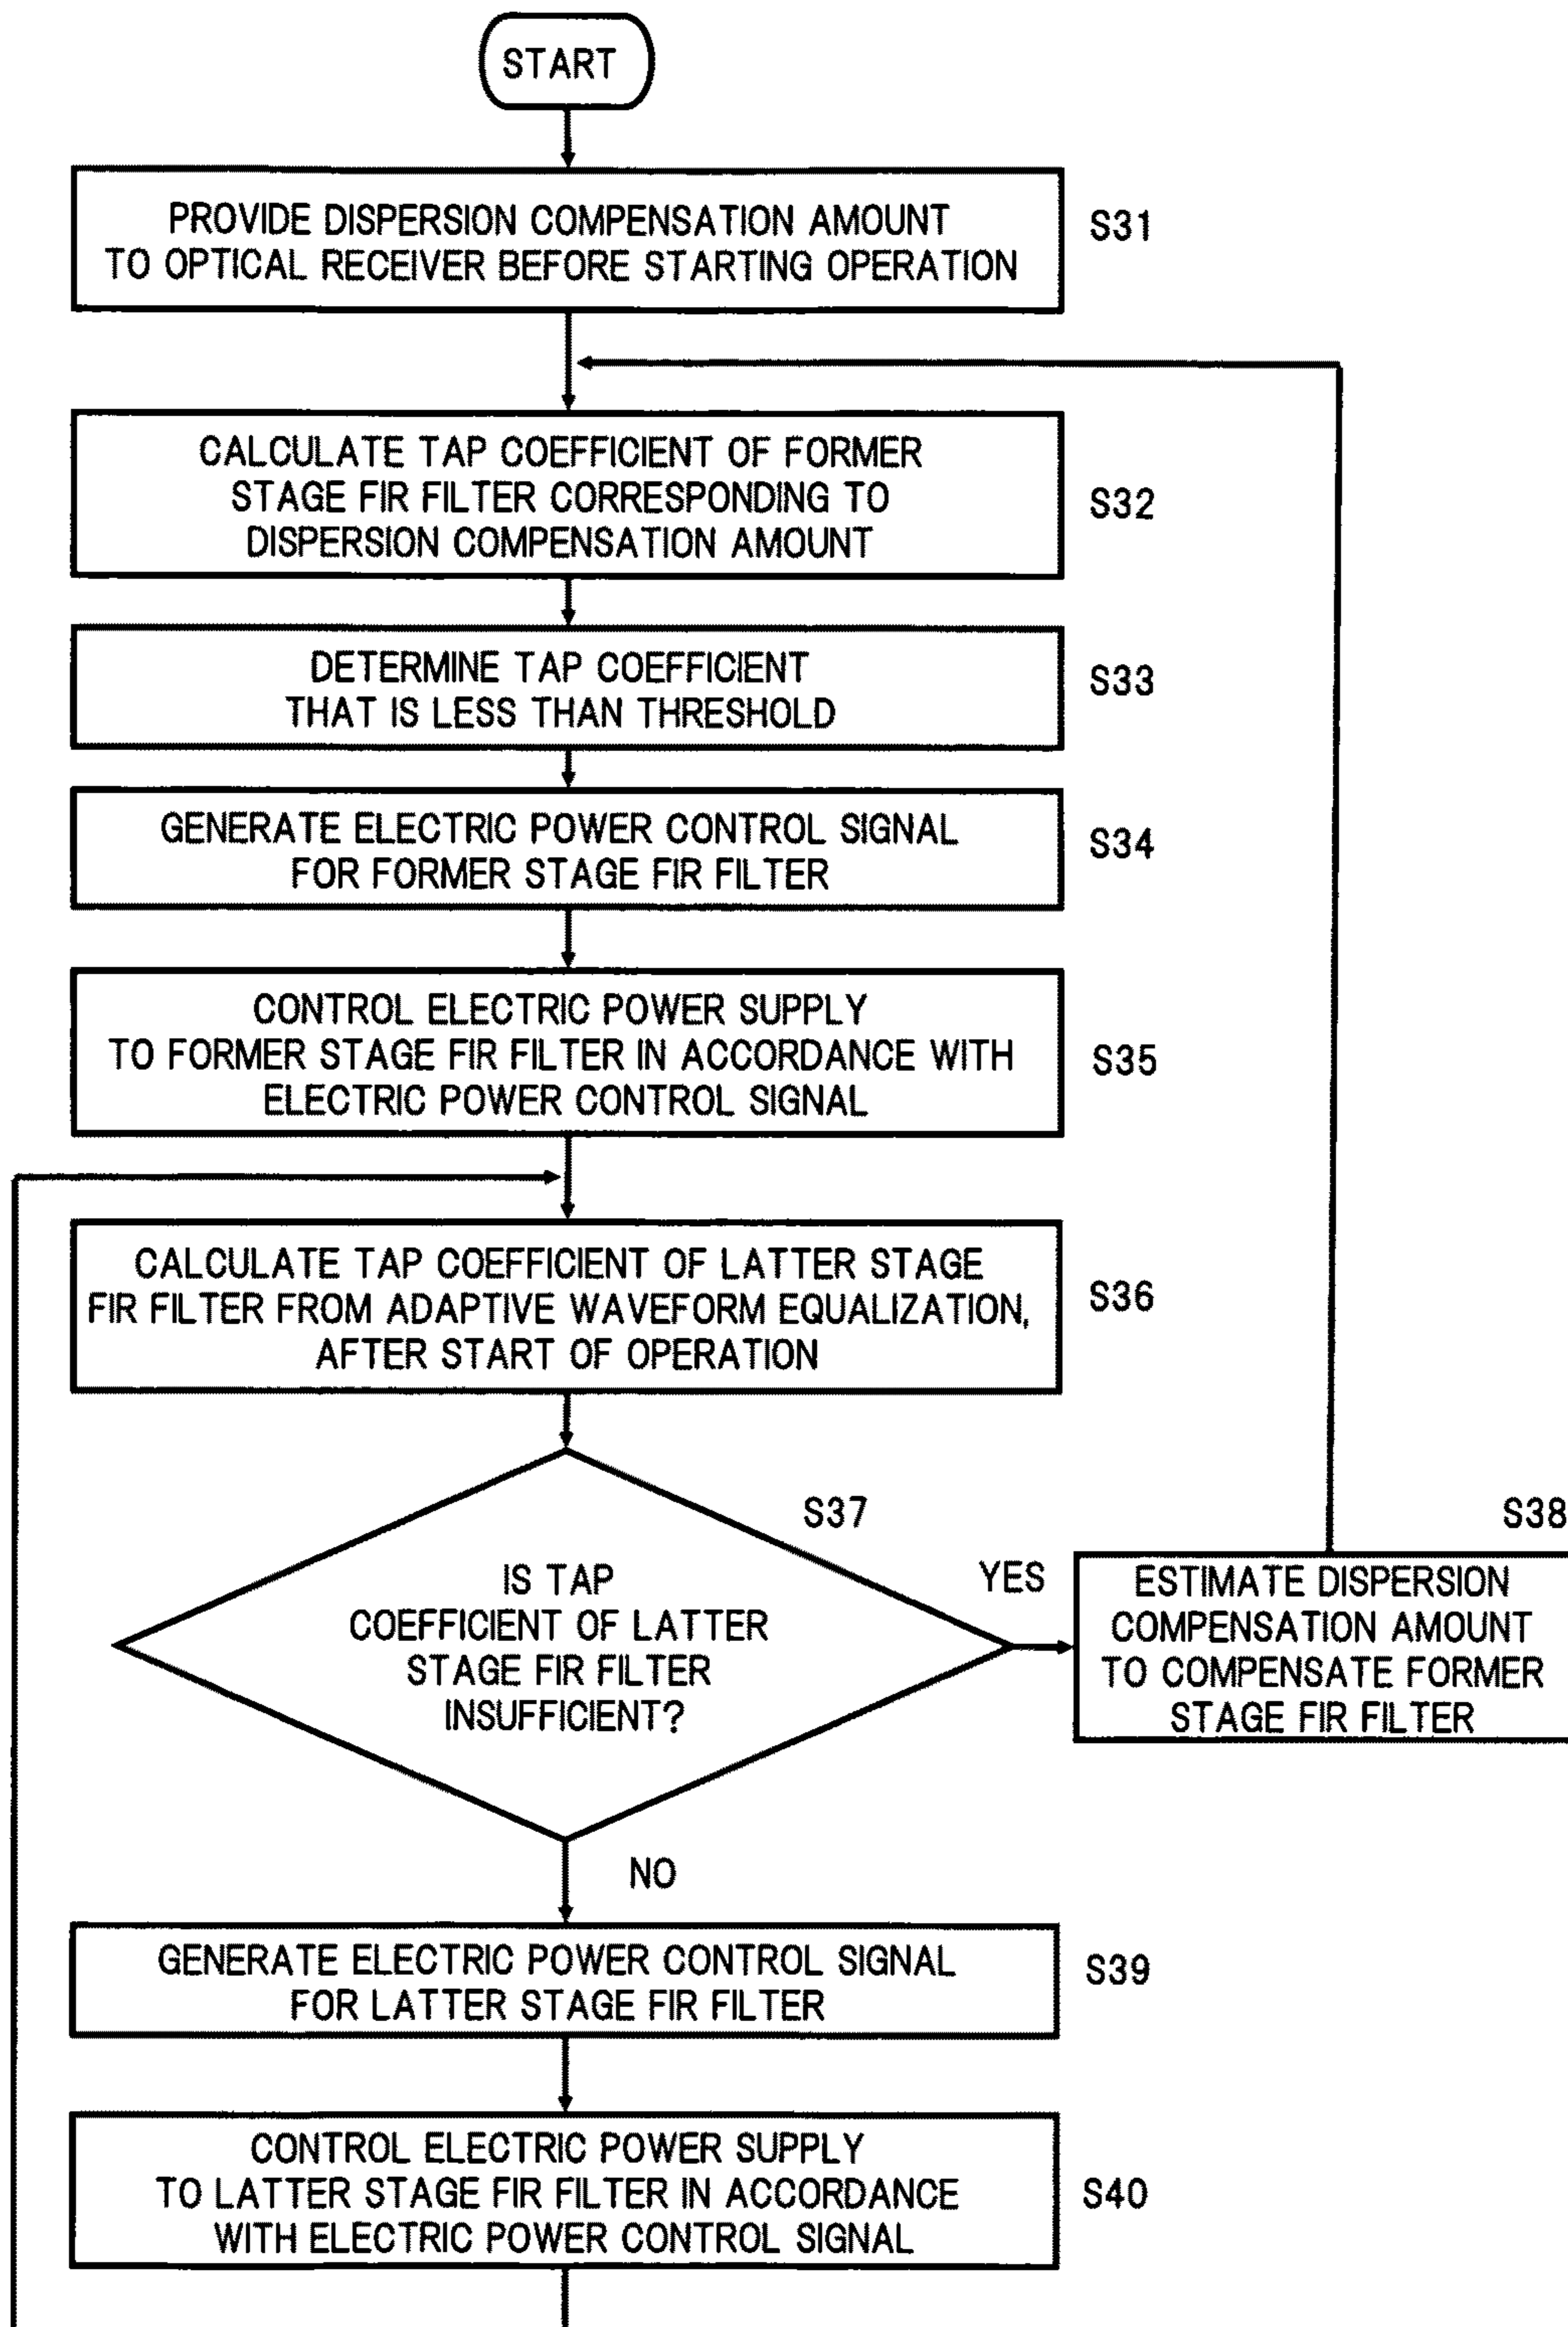 START
PROVIDE DISPERSION COMPENSATION AMOUNT
TO OPTICAL RECEIVER BEFORE STARTING OPERATION
S31
CALCULATE TAP COEFFICIENT OF FORMER
STAGE FIR FILTER CORRESPONDING TO
DISPERSION COMPENSATION AMOUNT
S32
DETERMINE TAP COEFFICIENT
THAT IS LESS THAN THRESHOLD
S33
GENERATE ELECTRIC POWER CONTROL SIGNAL
FOR FORMER STAGE FIR FILTER
S34
CONTROL ELECTRIC POWER SUPPLY
TO FORMER STAGE FIR FILTER IN ACCORDANCE WITH
ELECTRIC POWER CONTROL SIGNAL
S35
CALCULATE TAP COEFFICIENT OF LATTER STAGE
FIR FILTER FROM ADAPTIVE WAVEFORM EQUALIZATION,
AFTER START OF OPERATION
S36
S37
IS TAP
COEFFICIENT OF LATTER
STAGE FIR FILTER
INSUFFICIENT?
YES
S38
ESTIMATE DISPERSION
COMPENSATION AMOUNT
TO COMPENSATE FORMER
STAGE FIR FILTER
NO
GENERATE ELECTRIC POWER CONTROL SIGNAL
FOR LATTER STAGE FIR FILTER
S39
CONTROL ELECTRIC POWER SUPPLY
TO LATTER STAGE FIR FILTER IN ACCORDANCE
WITH ELECTRIC POWER CONTROL SIGNAL
S40